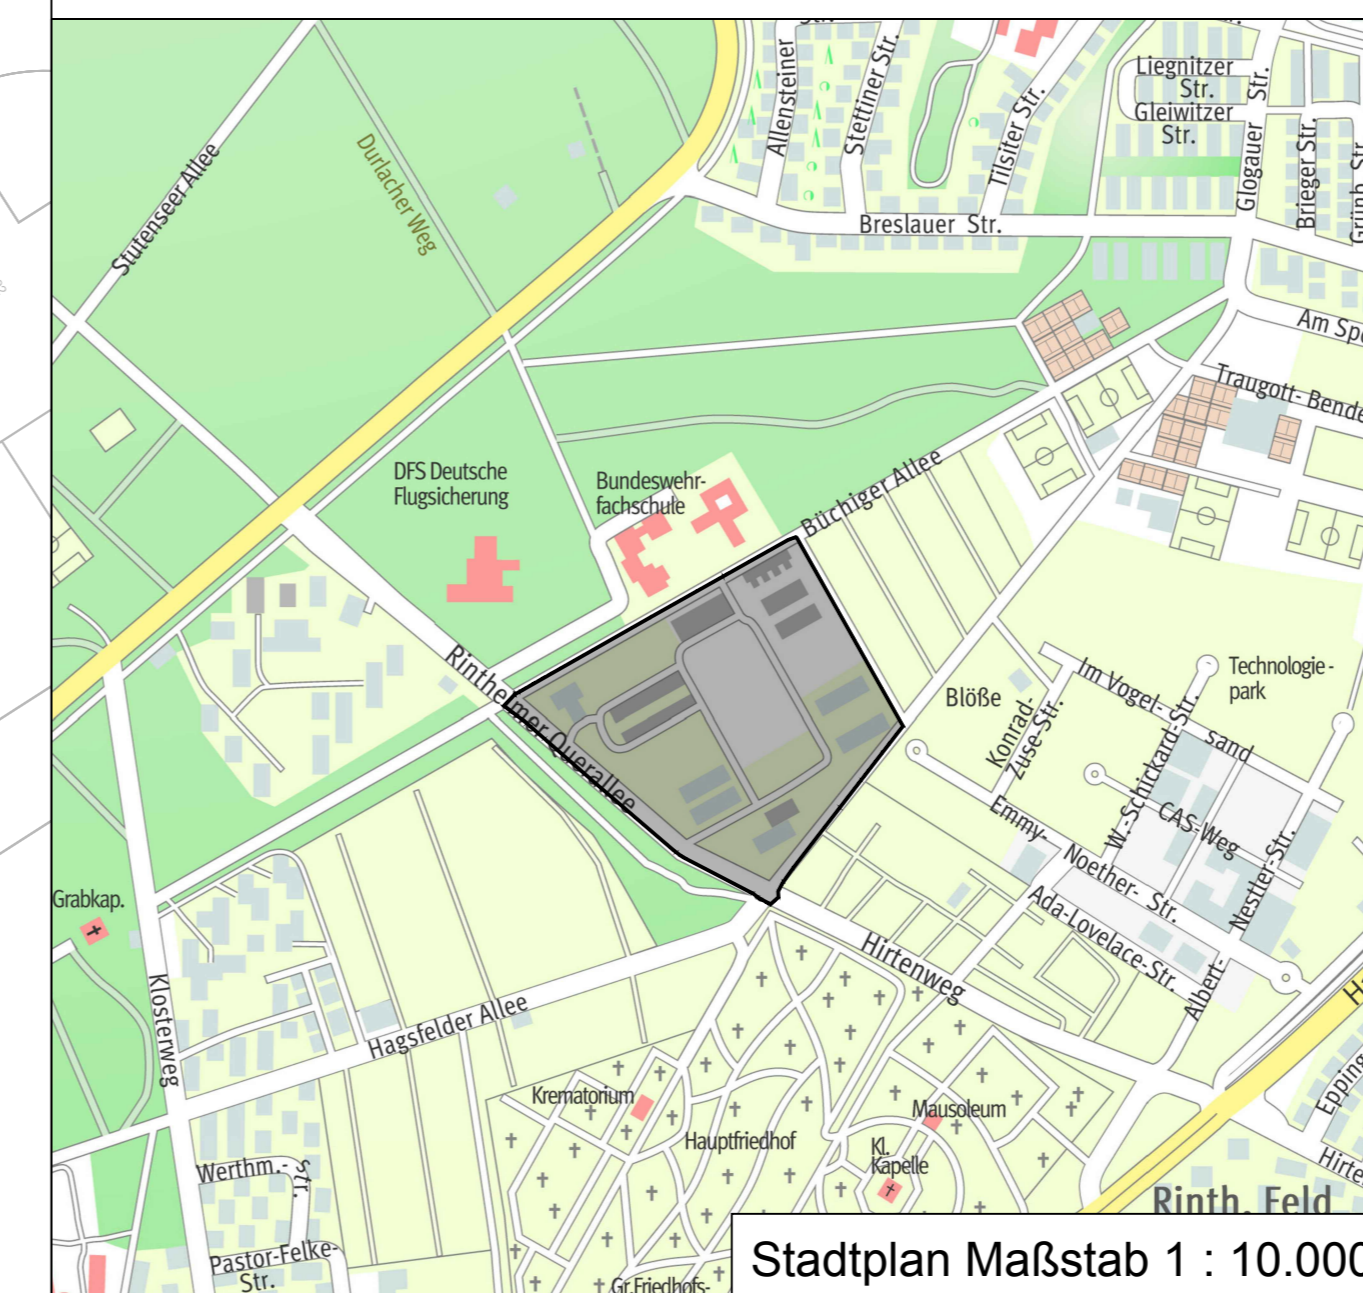 Str.
Allensteiner
Stettiner Str.
Tilsiter Str.
Liegnitzer
Str.
Gleiwitzer
Str.
Glogauer Str.
Brieger Str.
Stutenseer Allee
Durlacher Weg
Breslauer Str.
Am Spo
Traugott- Bende
DFS Deutsche
Flugsicherung
Bundeswehr-
fachschule
Büchiger Allee
Rintheimer Querallee
Blöße
Konrad-
Zuse-Str.
Im Vogel-
sand
Technologie-
park
W.-Schickard-Str.
CAS-Weg
Emmy-
Noether- Str.
Nestler-Str.
Ada-Lovelace-Str.
Albert-
Grabkap.
Klosterweg
Hagsfelder Allee
Hirtenweg
Krematorium
Mausoleum
Hauptfriedhof
Kl.
Kapelle
Epping
Hirte
Werthm.-
Str.
Rinth. Feld
Pastor-Felke-
Str.
Gr.Friedhofs-
Stadtplan Maßstab 1 : 10.000